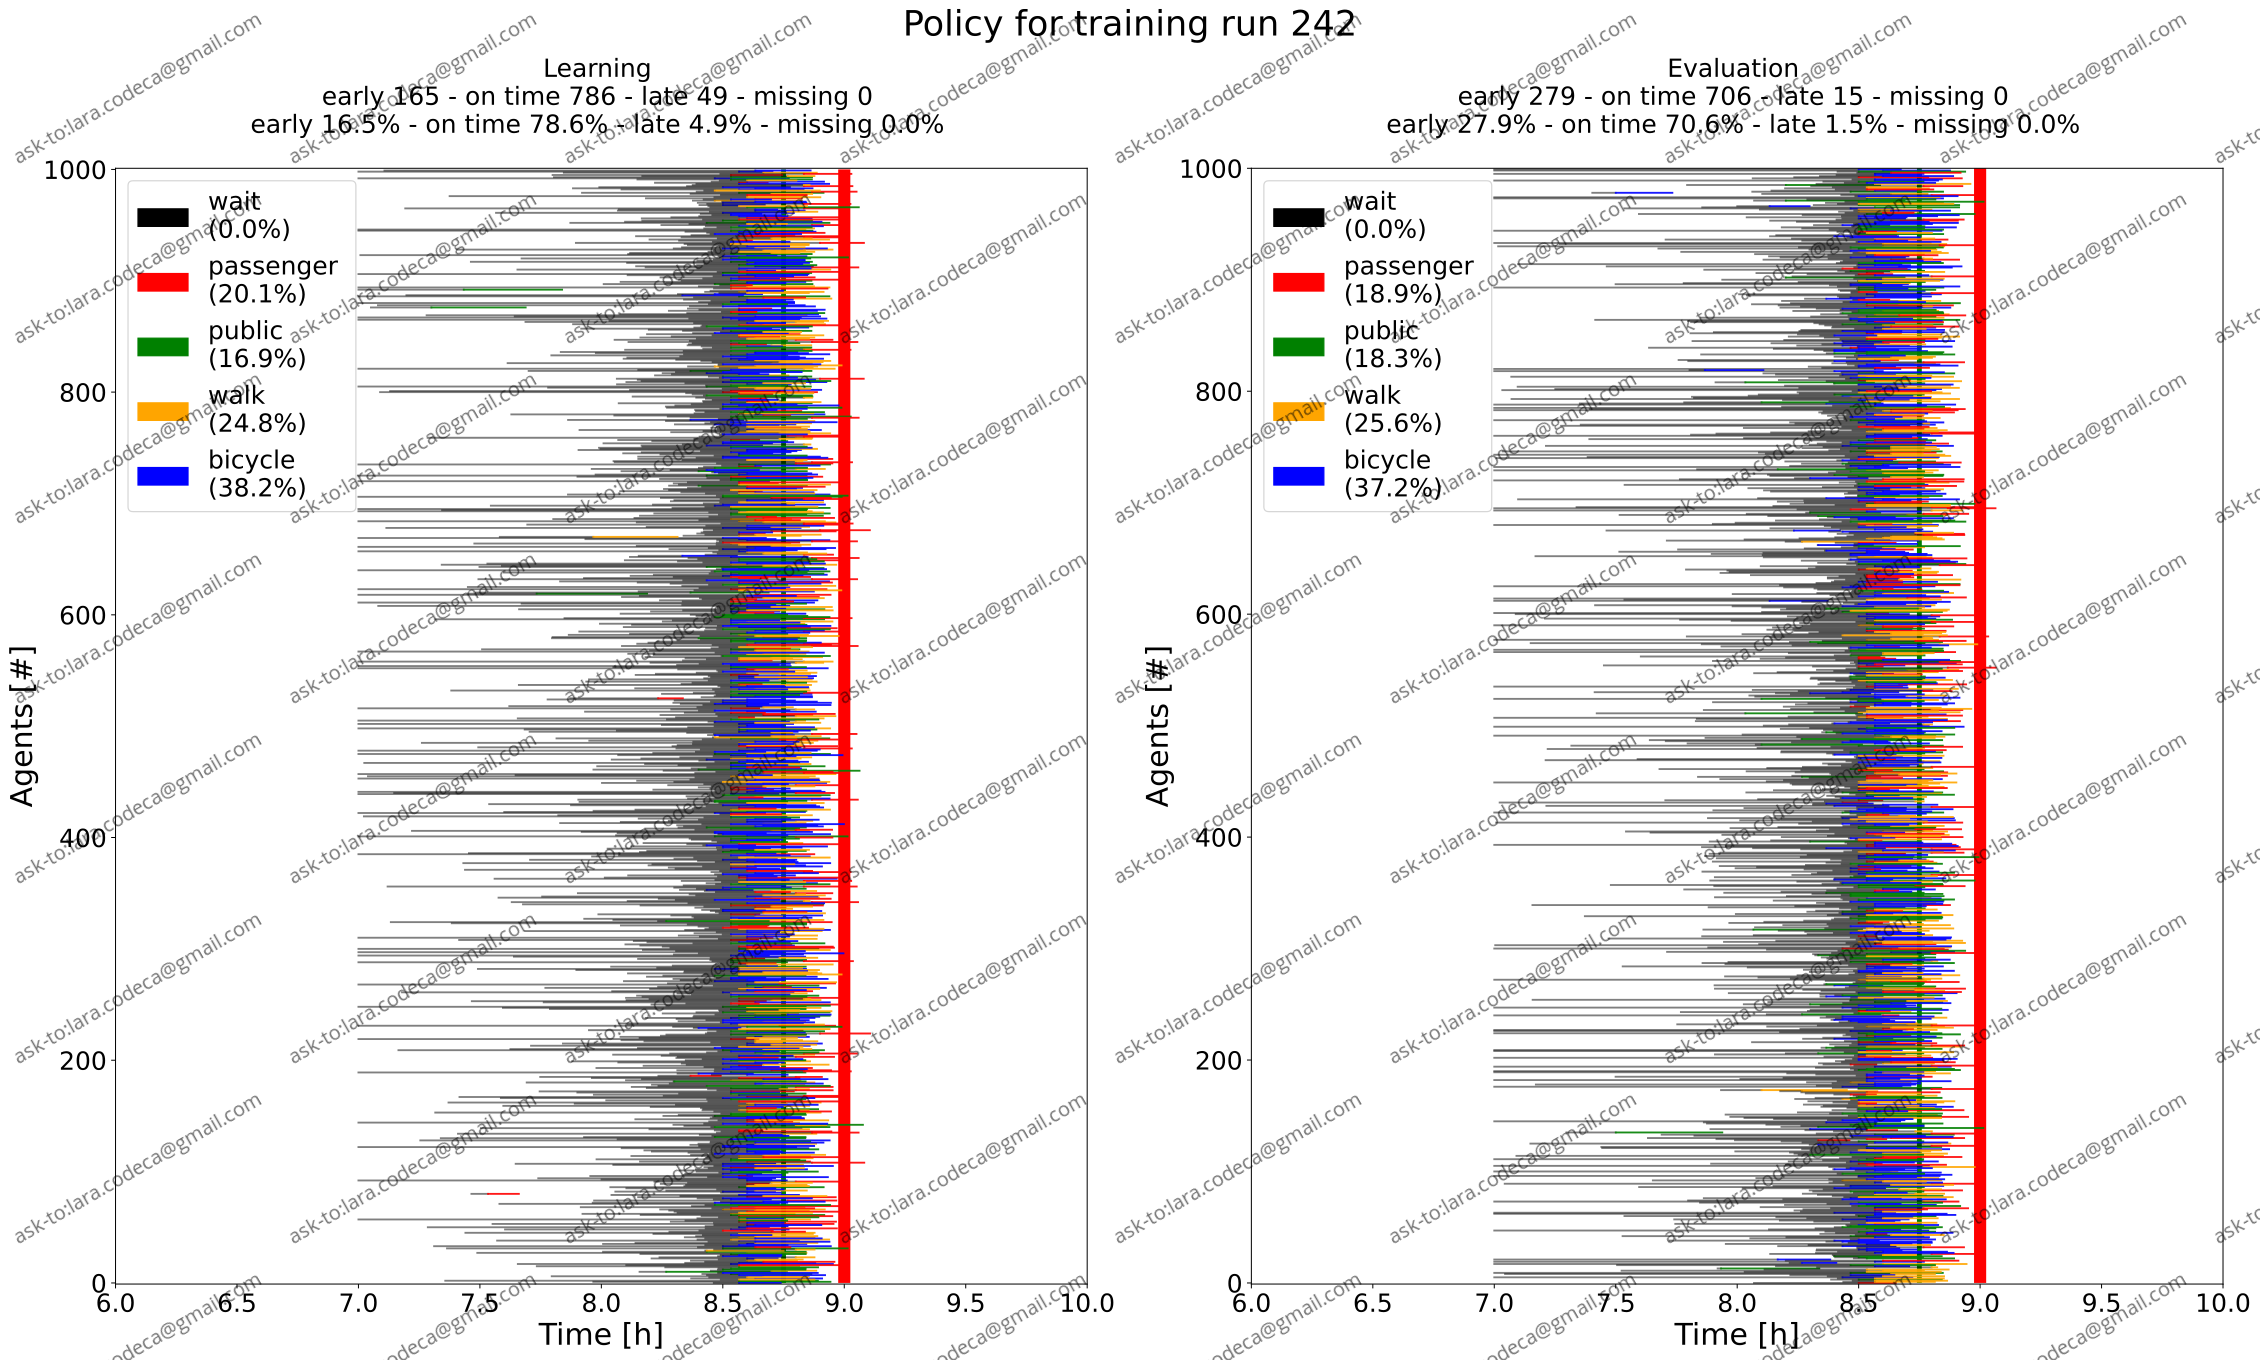 Policy for training run 242
Learning
early 165 - on time 786 - late 49 - missing 0
early 16.5% - on time 78.6% - late 4.9% - missing 0.0%
1000
800
600
400
200
0
Agents [#]
wait
(0.0%)
passenger
(20.1%)
public
(16.9%)
walk
(24.8%)
bicycle
(38.2%)
6.0 6.5 7.0 7.5 8.0 8.5 9.0 9.5 10.0
Time [h]
Evaluation
early 279 - on time 706 - late 15 - missing 0
early 27.9% - on time 70.6% - late 1.5% - missing 0.0%
1000
800
600
400
200
0
Agents [#]
wait
(0.0%)
passenger
(18.9%)
public
(18.3%)
walk
(25.6%)
bicycle
(37.2%)
6.0 6.5 7.0 7.5 8.0 8.5 9.0 9.5 10.0
Time [h]
ask-to:lara.codeca@gmail.com